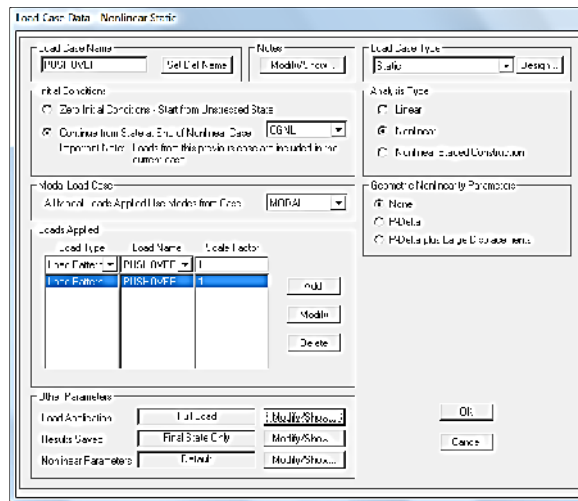 Load Case Data - Nonlinear Static
Load Case Name
PUSHOVER
Set Def Name
Notes
Modify/Show...
Load Case Type
Static
Design...
Initial Conditions
Zero Initial Conditions - Start from Unstressed State
Continue from State at End of Nonlinear Case
CGNL
Important Note: Loads from this previous case are included in the
current case
Analysis Type
Linear
Nonlinear
Nonlinear Staged Construction
Modal Load Case
All Modal Loads Applied Use Modes from Case
MODAL
Geometric Nonlinearity Parameters
None
P-Delta
P-Delta plus Large Displacements
Loads Applied
Load Type Load Name Scale Factor
Load Pattern PUSHOVER 1
Load Pattern PUSHOVER 1
Add
Modify
Delete
Other Parameters
Load Application Full Load Modify/Show...
Results Saved Final State Only Modify/Show...
Nonlinear Parameters Default Modify/Show...
OK
Cancel